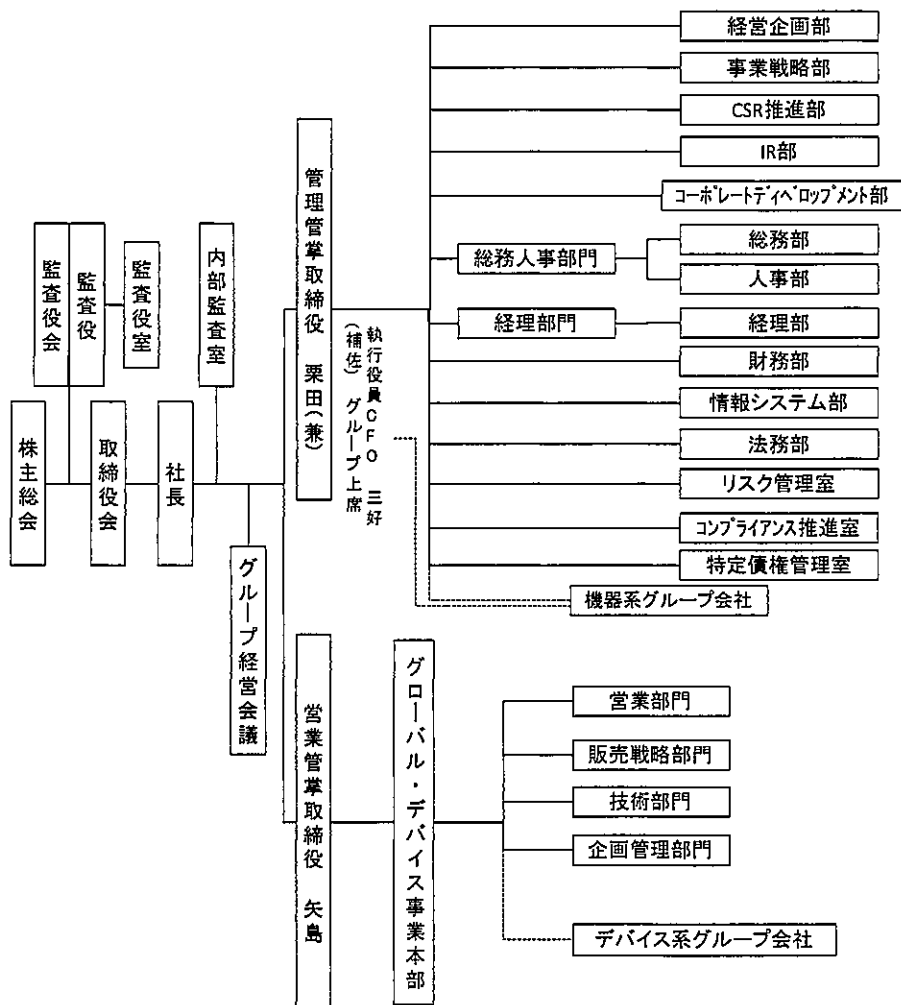 株主総会
監査役会
監査役
監査役室
取締役会
社長
内部監査室
グループ経営会議
管理管掌取締役 栗田(兼)
執行役員CFO 三好
(補佐) グループ上席
経営企画部
事業戦略部
CSR推進部
IR部
コーポレートディベロップメント部
総務人事部門
総務部
人事部
経理部門
経理部
財務部
情報システム部
法務部
リスク管理室
コンプライアンス推進室
特定債権管理室
機器系グループ会社
営業管掌取締役 矢島
グローバル・デバイス事業本部
営業部門
販売戦略部門
技術部門
企画管理部門
デバイス系グループ会社